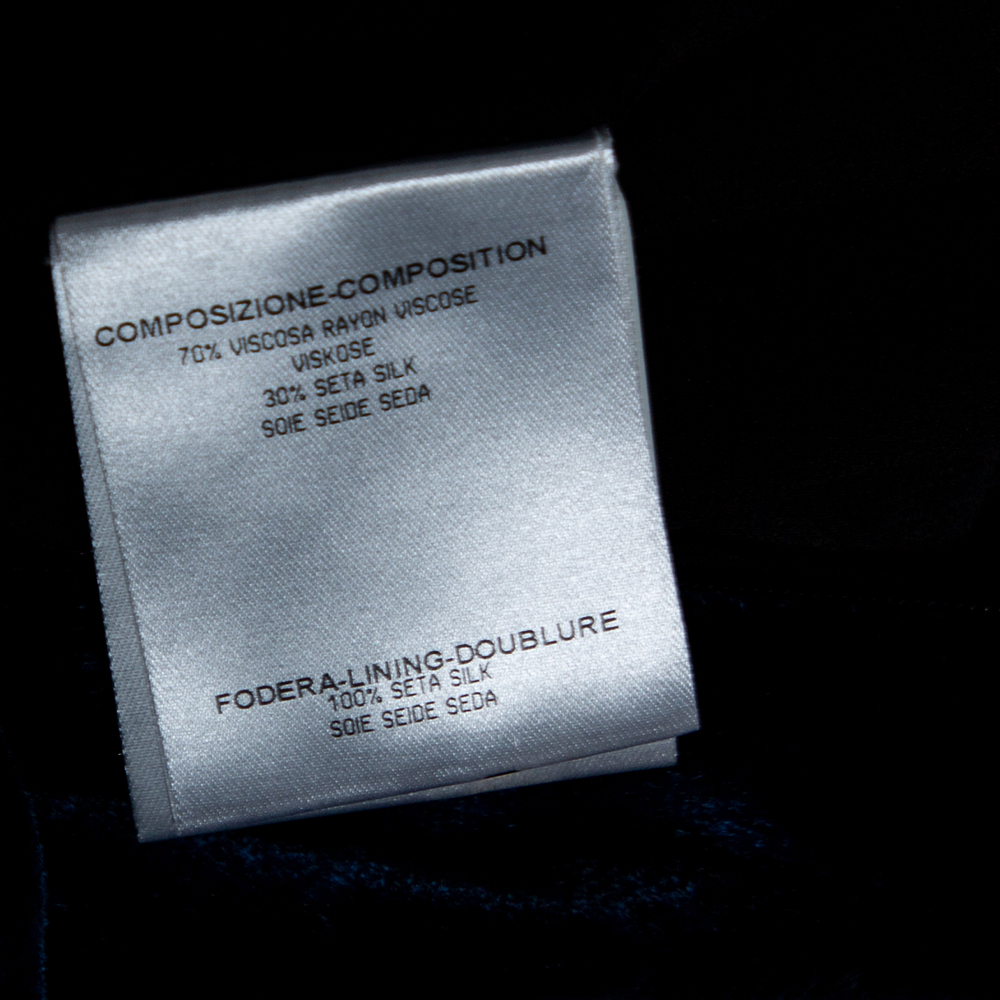 COMPOSIZIONE-COMPOSITION
70% VISCOSA RAYON VISCOSE
VISKOSE
30% SETA SILK
SOIE SEIDE SEDA
FODERA-LINING-DOUBLURE
100% SETA SILK
SOIE SEIDE SEDA